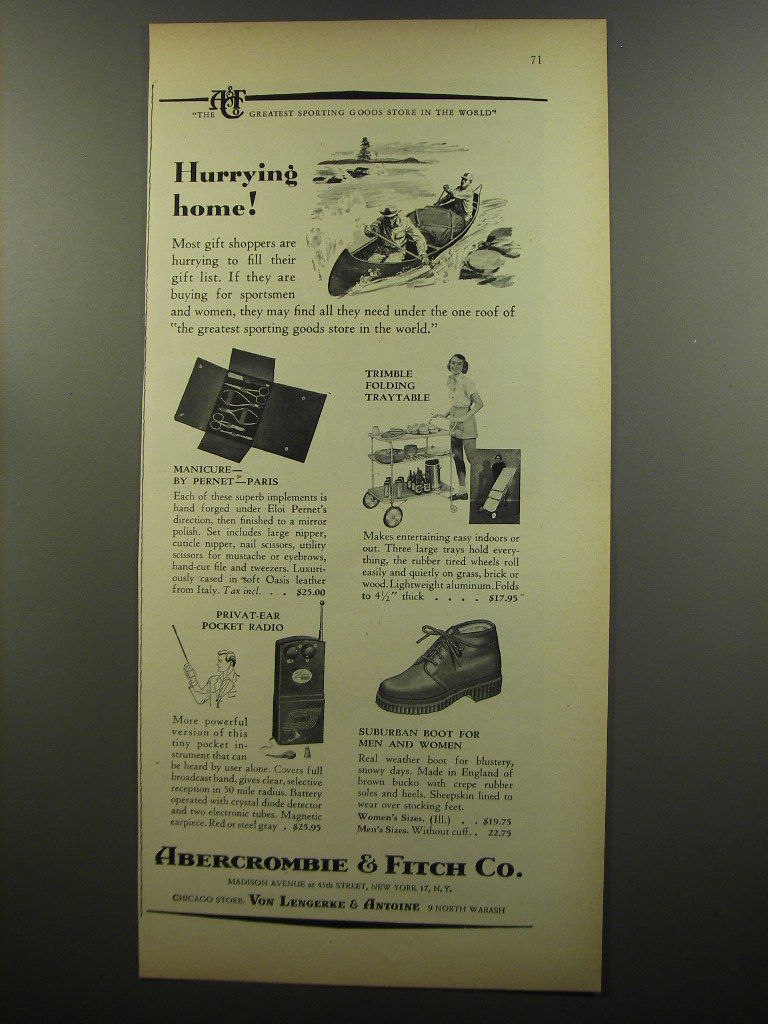 71
A&F Co
"THE GREATEST SPORTING GOODS STORE IN THE WORLD"
Hurrying
home!
Most gift shoppers are
hurrying to fill their
gift list. If they are
buying for sportsmen
and women, they may find all they need under the one roof of
"the greatest sporting goods store in the world."
MANICURE—
BY PERNET—PARIS
Each of these superb implements is
hand forged under Eloi Pernet's
direction, then finished to a mirror
polish. Set includes large nipper,
cuticle nipper, nail scissors, utility
scissors for mustache or eyebrows,
hand-cut file and tweezers. Luxuri-
ously cased in soft Oasis leather
from Italy. Tax incl. . . $25.00
TRIMBLE
FOLDING
TRAYTABLE
Makes entertaining easy indoors or
out. Three large trays hold every-
thing, the rubber tired wheels roll
easily and quietly on grass, brick or
wood. Lightweight aluminum. Folds
to 4½" thick . . . . $17.95
PRIVAT-EAR
POCKET RADIO
More powerful
version of this
tiny pocket in-
strument that can
be heard by user alone. Covers full
broadcast band, gives clear, selective
reception in 50 mile radius. Battery
operated with crystal diode detector
and two electronic tubes. Magnetic
earpiece. Red or steel gray . $25.95
SUBURBAN BOOT FOR
MEN AND WOMEN
Real weather boot for blustery,
snowy days. Made in England of
brown bucko with crepe rubber
soles and heels. Sheepskin lined to
wear over stocking feet.
Women's Sizes. (Ill.) . . $19.75
Men's Sizes. Without cuff. . 22.75
ABERCROMBIE & FITCH CO.
MADISON AVENUE at 45th STREET, NEW YORK 17, N. Y.
CHICAGO STORE: VON LENGERKE & ANTOINE 9 NORTH WABASH